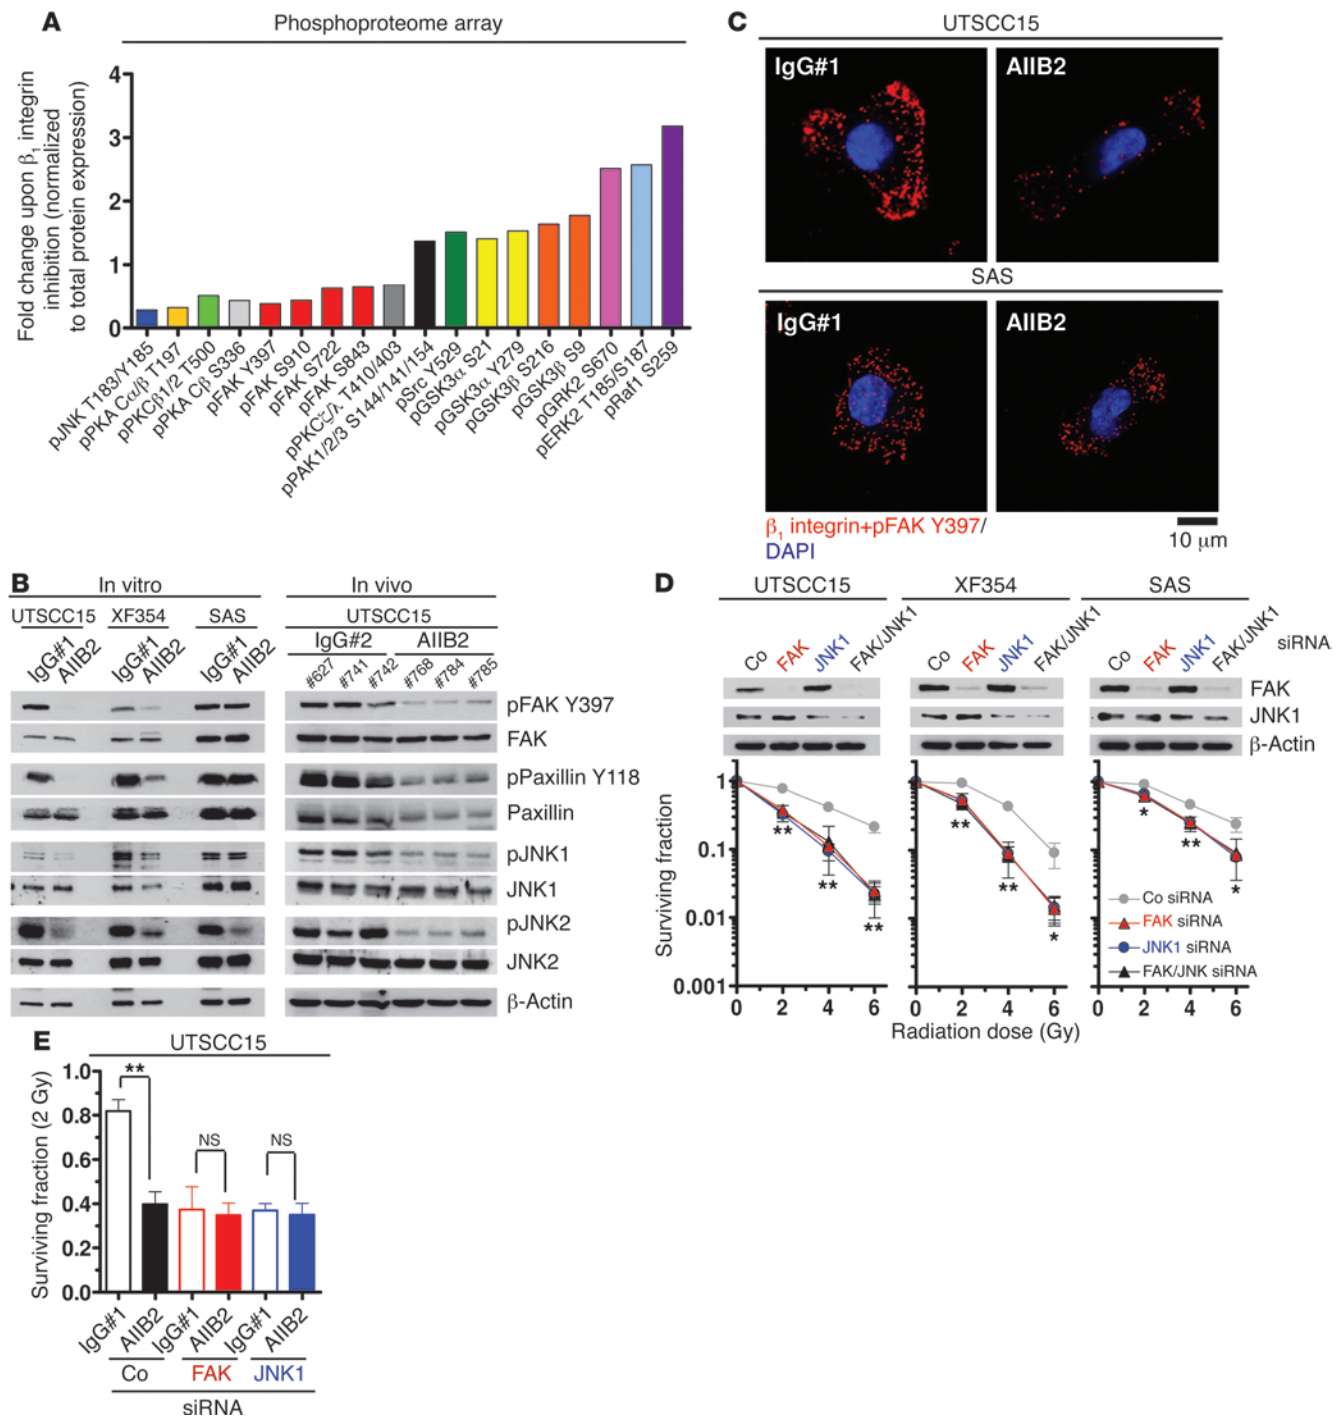 A
Phosphoproteome array
Fold change upon β1 integrin
inhibition (normalized
to total protein expression)
4
3
2
1
0
pJNK T183/Y185
pPKA Cα/β T197
pPKCβ1/2 T500
pPKA Cβ S336
pFAK Y397
pFAK S910
pFAK S722
pFAK S843
pPKCζ/λ T410/403
pPAK1/2/3 S144/141/154
pSrc Y529
pGSK3α S21
pGSK3α Y279
pGSK3β S216
pGSK3β S9
pGRK2 S670
pERK2 T185/S187
pRaf1 S259
C
UTSCC15
IgG#1
AIIB2
SAS
IgG#1
AIIB2
β1 integrin+pFAK Y397/
DAPI
10 µm
B
In vitro
In vivo
UTSCC15 XF354 SAS
UTSCC15
IgG#2 AIIB2
IgG#1 AIIB2 IgG#1 AIIB2 IgG#1 AIIB2
#627 #741 #742 #768 #784 #785
pFAK Y397
FAK
pPaxillin Y118
Paxillin
pJNK1
JNK1
pJNK2
JNK2
β-Actin
D
UTSCC15 XF354 SAS
Co FAK JNK1 FAK/JNK1 Co FAK JNK1 FAK/JNK1 Co FAK JNK1 FAK/JNK1 siRNA
FAK
JNK1
β-Actin
Surviving fraction
1
0.1
0.01
0.001
** ** **
** ** *
* ** *
Co siRNA
FAK siRNA
JNK1 siRNA
FAK/JNK siRNA
0 2 4 6 0 2 4 6 0 2 4 6
Radiation dose (Gy)
E
UTSCC15
Surviving fraction (2 Gy)
1.0
0.8
0.6
0.4
0.2
0.0
**
NS
NS
IgG#1 AIIB2 IgG#1 AIIB2 IgG#1 AIIB2
Co FAK JNK1
siRNA